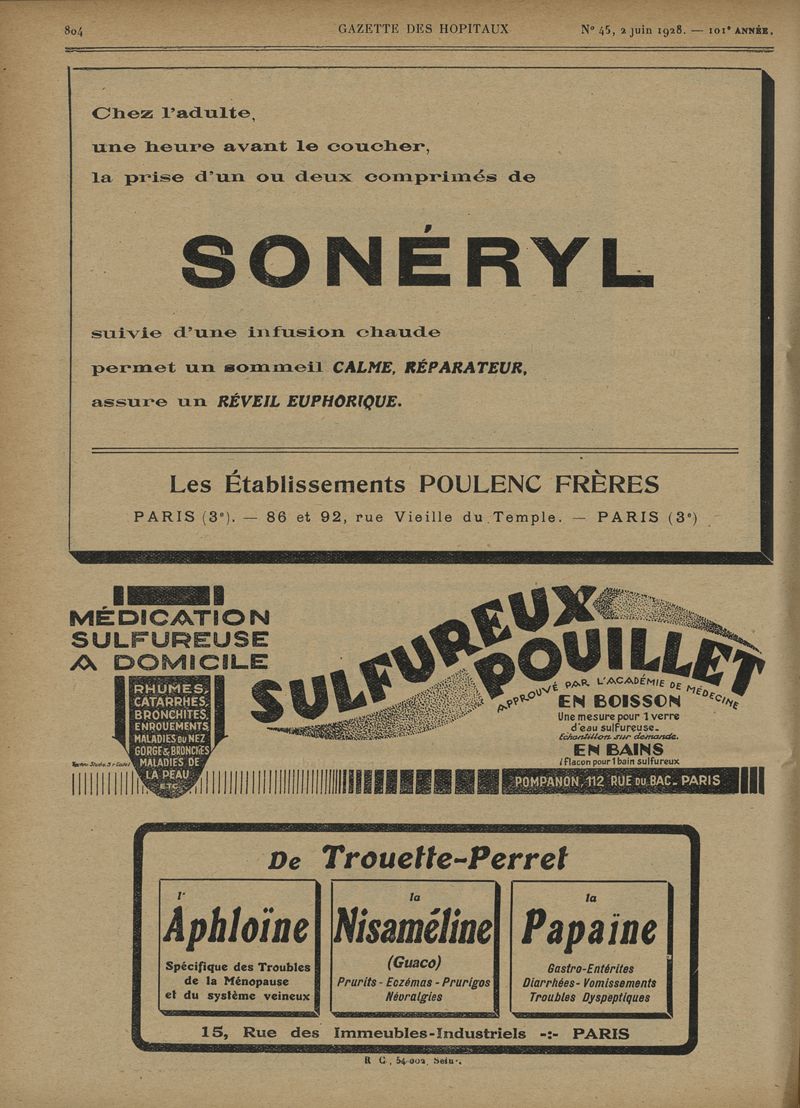 804
GAZETTE DES HOPITAUX
N° 45, 2 juin 1928. — 101e ANNÉE.
Chez l'adulte,
une heure avant le coucher,
la prise d'un ou deux comprimés de
SONÉRYL
suivie d'une infusion chaude
permet un sommeil CALME, RÉPARATEUR,
assure un RÉVEIL EUPHORIQUE.
Les Établissements POULENC FRÈRES
PARIS (3e). — 86 et 92, rue Vieille du Temple. — PARIS (3e)
MÉDICATION
SULFUREUSE
A DOMICILE
RHUMES,
CATARRHES,
BRONCHITES,
ENROUEMENTS
MALADIES DU NEZ
GORGE & BRONCHES
MALADIES DE
LA PEAU
ETC.
SULFUREUX
POUILLET
APPROUVÉ PAR L'ACADÉMIE DE MÉDECINE
EN BOISSON
Une mesure pour 1 verre
d'eau sulfureuse.
Echantillon sur demande.
EN BAINS
1 Flacon pour 1 bain sulfureux
POMPANON, 112 RUE DU BAC. PARIS
De Trouette-Perret
l'
Aphloïne
Spécifique des Troubles
de la Ménopause
et du système veineux
la
Nisaméline
(Guaco)
Prurits - Eczémas - Prurigos
Névralgies
la
Papaïne
Gastro-Entérites
Diarrhées - Vomissements
Troubles Dyspeptiques
15, Rue des Immeubles-Industriels -:- PARIS
R. C., 54.002, Seine.